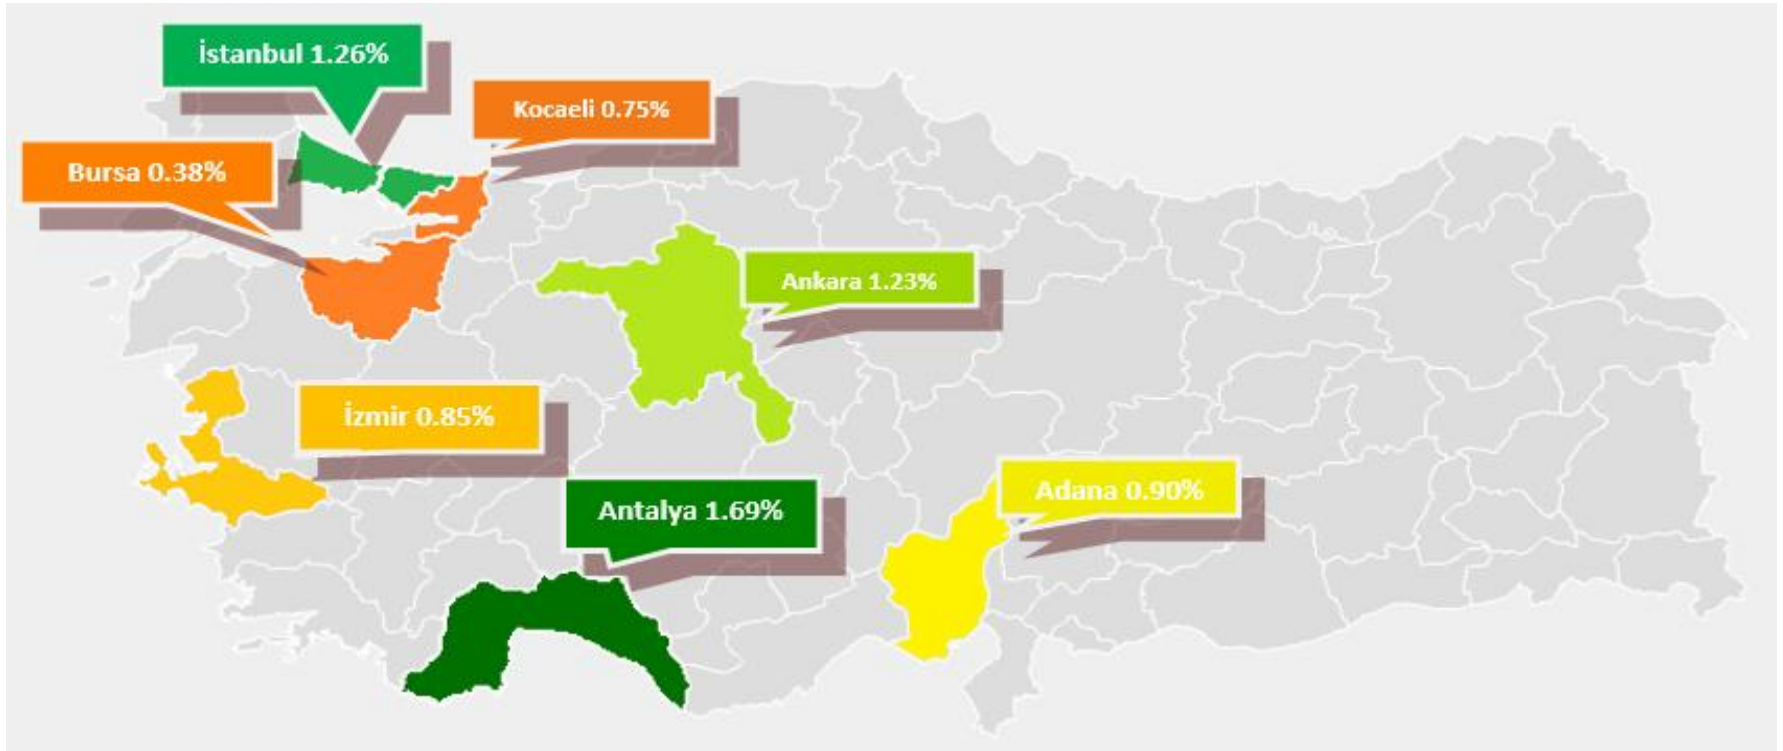 İstanbul 1.26%
Kocaeli 0.75%
Bursa 0.38%
Ankara 1.23%
İzmir 0.85%
Adana 0.90%
Antalya 1.69%